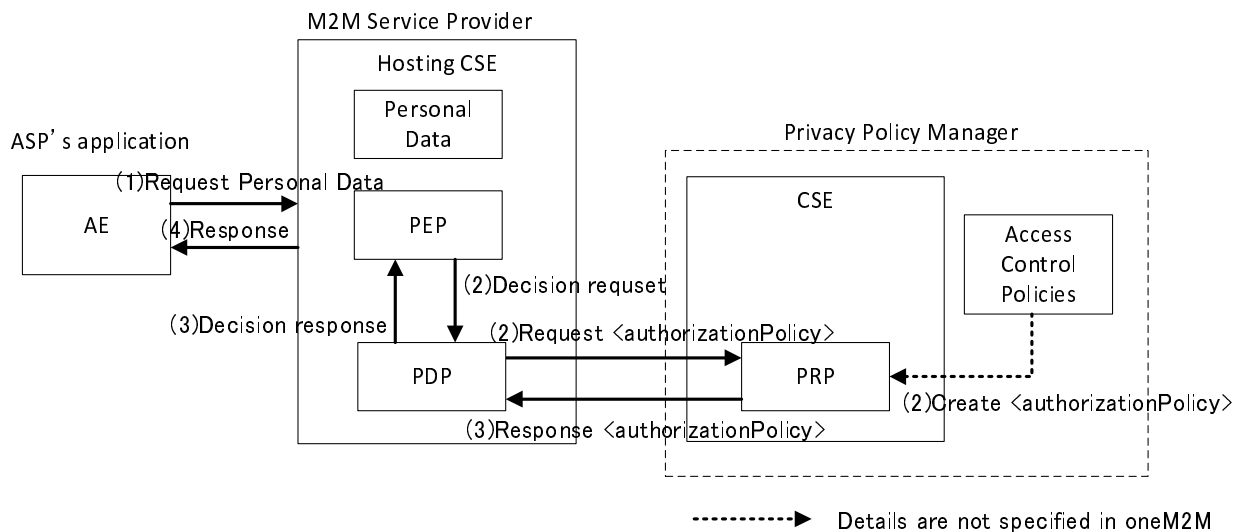 M2M Service Provider
Hosting CSE
Personal
Data
Privacy Policy Manager
ASP's application
(1)Request Personal Data
CSE
AE
PEP
(4)Response
Access
Control
Policies
(2)Decision requset
(3)Decision response
(2)Request <authorizationPolicy>
PDP
PRP
(2)Create <authorizationPolicy>
(3)Response <authorizationPolicy>
Details are not specified in oneM2M